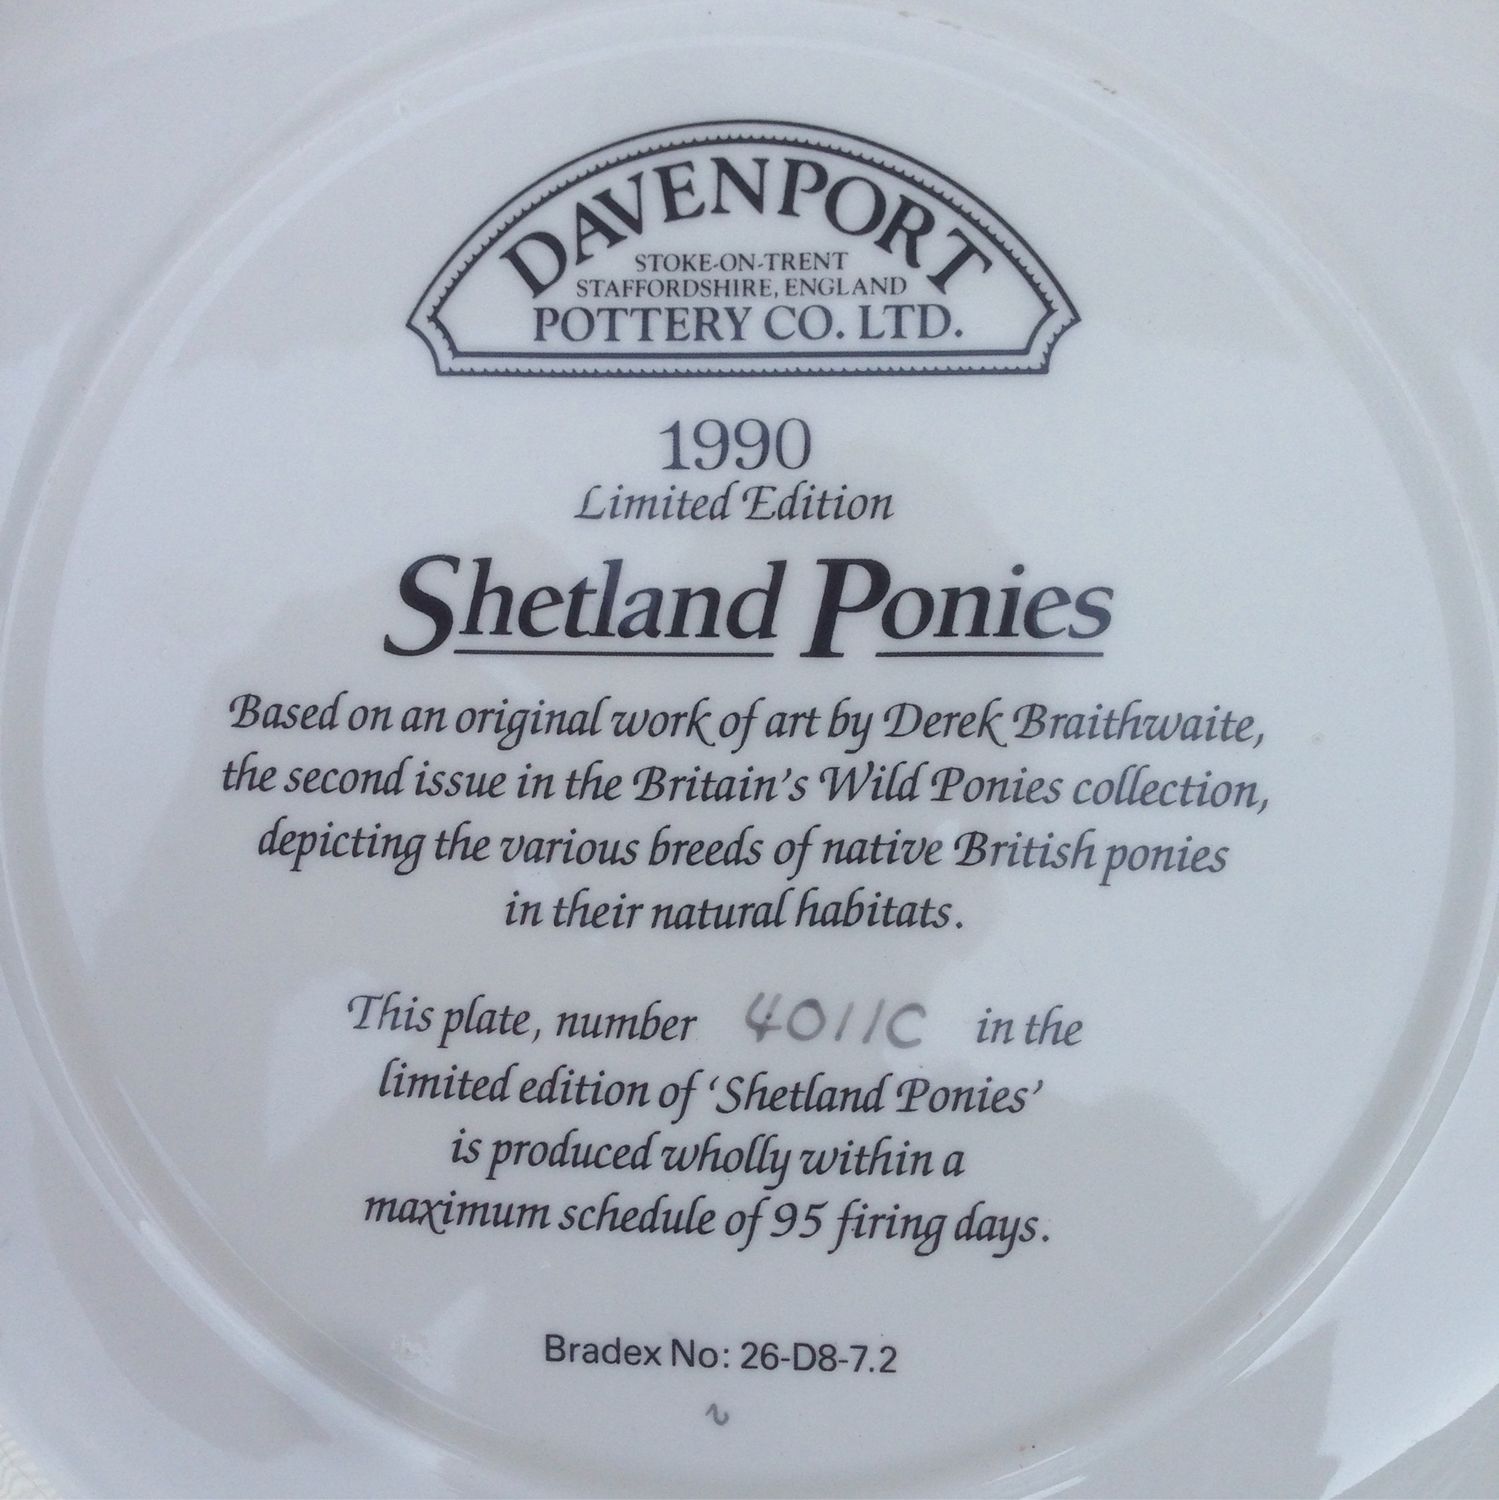 DAVENPORT
STOKE-ON-TRENT
STAFFORDSHIRE, ENGLAND
POTTERY CO. LTD.
1990
Limited Edition
Shetland Ponies
Based on an original work of art by Derek Braithwaite,
the second issue in the Britain's Wild Ponies collection,
depicting the various breeds of native British ponies
in their natural habitats.
This plate, number 4011C in the
limited edition of ‘Shetland Ponies’
is produced wholly within a
maximum schedule of 95 firing days.
Bradex No: 26-D8-7.2